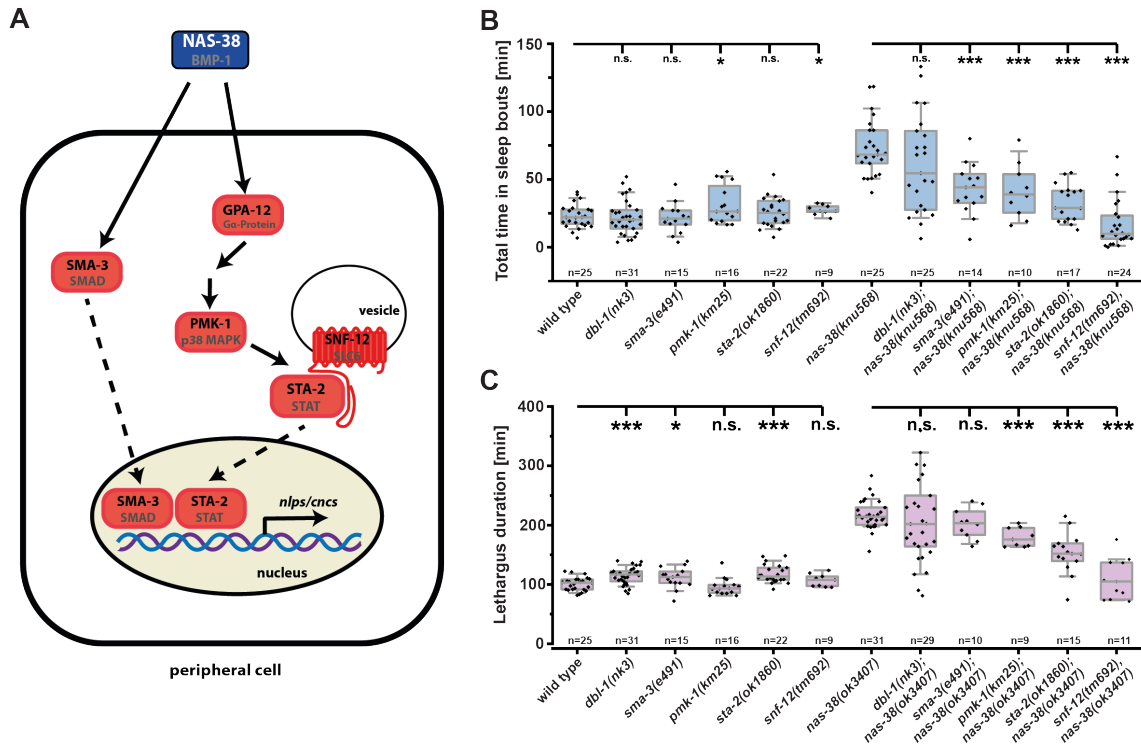 A
NAS-38
BMP-1
GPA-12
Gα-Protein
SMA-3
SMAD
PMK-1
p38 MAPK
vesicle
SNF-12
SLC6
STA-2
STAT
SMA-3
SMAD
STA-2
STAT
nlps/cncs
nucleus
peripheral cell
B
Total time in sleep bouts [min]
150
100
50
0
n.s.
n.s.
*
n.s.
*
n.s.
***
***
***
***
n=25
n=31
n=15
n=16
n=22
n=9
n=25
n=25
n=14
n=10
n=17
n=24
wild type
dbl-1(nk3)
sma-3(e491)
pmk-1(km25)
sta-2(ok1860)
snf-12(tm692)
nas-38(knu568)
dbl-1(nk3);
nas-38(knu568)
sma-3(e491);
nas-38(knu568)
pmk-1(km25);
nas-38(knu568)
sta-2(ok1860);
nas-38(knu568)
snf-12(tm692),
nas-38(knu568)
C
Lethargus duration [min]
400
300
200
100
0
***
*
n.s.
***
n.s.
n.s.
n.s.
***
***
***
n=25
n=31
n=15
n=16
n=22
n=9
n=31
n=29
n=10
n=9
n=15
n=11
wild type
dbl-1(nk3)
sma-3(e491)
pmk-1(km25)
sta-2(ok1860)
snf-12(tm692)
nas-38(ok3407)
dbl-1(nk3);
nas-38(ok3407)
sma-3(e491);
nas-38(ok3407)
pmk-1(km25);
nas-38(ok3407)
sta-2(ok1860);
nas-38(ok3407)
snf-12(tm692),
nas-38(ok3407)